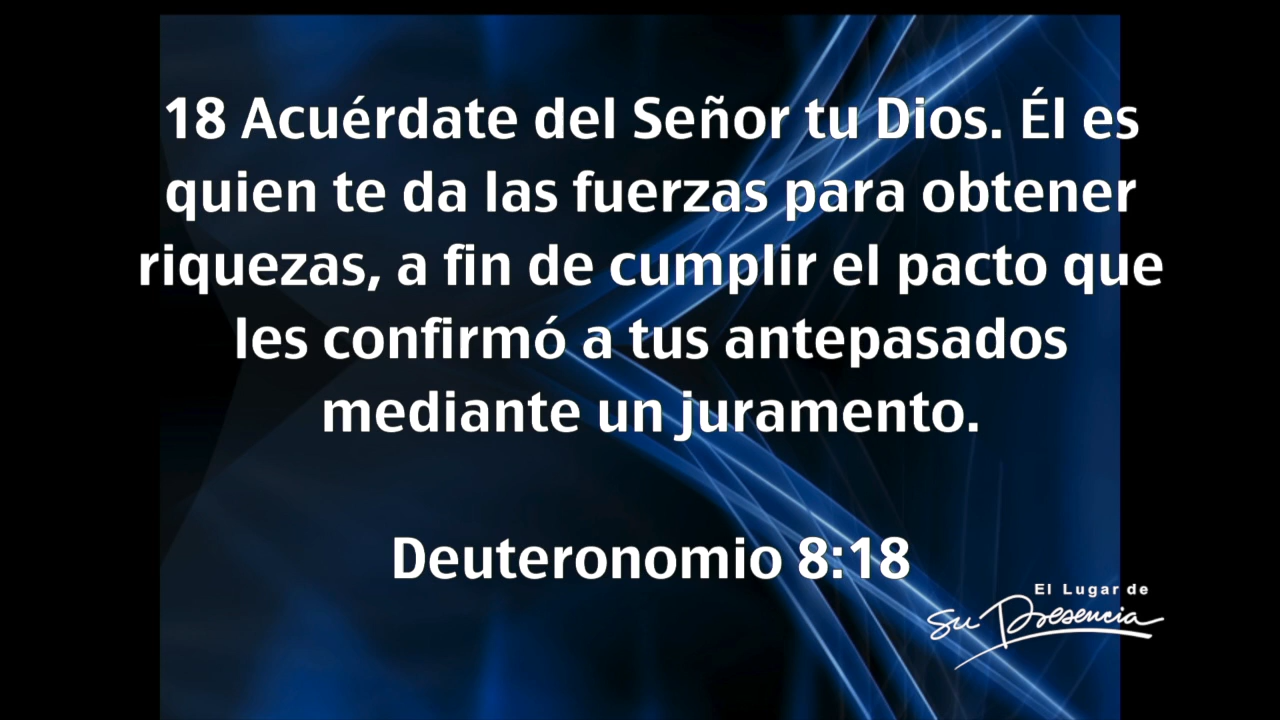 18 Acuérdate del Señor tu Dios. Él es
quien te da las fuerzas para obtener
riquezas, a fin de cumplir el pacto que
les confirmó a tus antepasados
mediante un juramento.
Deuteronomio 8:18
El Lugar de
Su Presencia